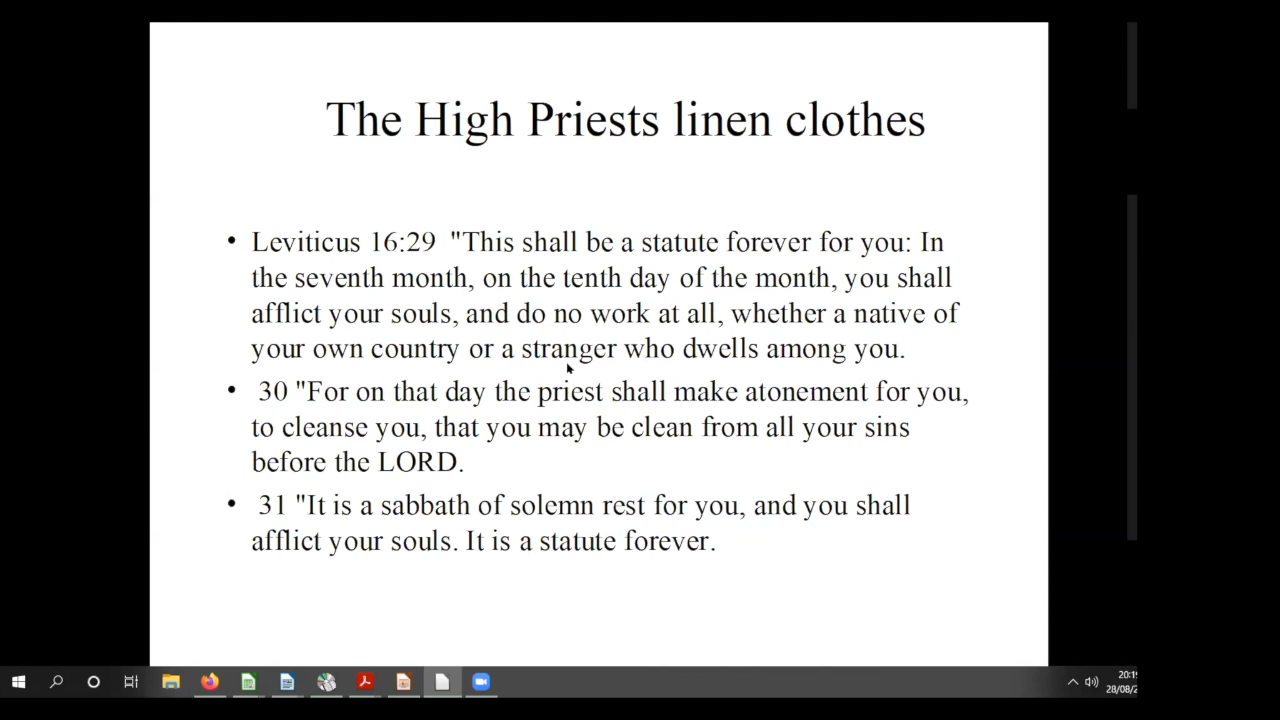 The High Priests linen clothes
• Leviticus 16:29 "This shall be a statute forever for you: In
the seventh month, on the tenth day of the month, you shall
afflict your souls, and do no work at all, whether a native of
your own country or a stranger who dwells among you.
• 30 "For on that day the priest shall make atonement for you,
to cleanse you, that you may be clean from all your sins
before the LORD.
• 31 "It is a sabbath of solemn rest for you, and you shall
afflict your souls. It is a statute forever.
28/08/2